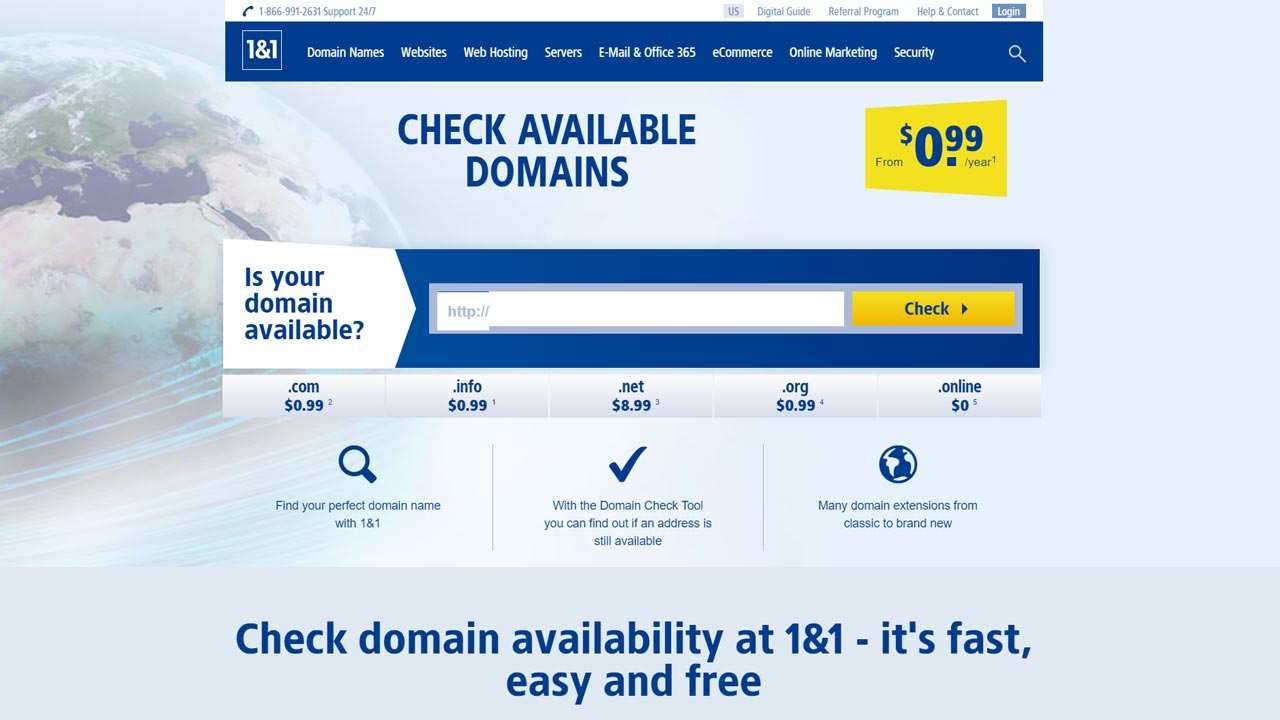 1-866-991-2631 Support 24/7
US Digital Guide Referral Program Help & Contact Login
1&1 Domain Names Websites Web Hosting Servers E-Mail & Office 365 eCommerce Online Marketing Security
CHECK AVAILABLE
DOMAINS
From $0.99 /year1
Is your
domain
available?
http://
Check
.com .info .net .org .online
$0.99 2 $0.99 1 $8.99 3 $0.99 4 $0 5
Find your perfect domain name
with 1&1
With the Domain Check Tool
you can find out if an address is
still available
Many domain extensions from
classic to brand new
Check domain availability at 1&1 - it's fast,
easy and free